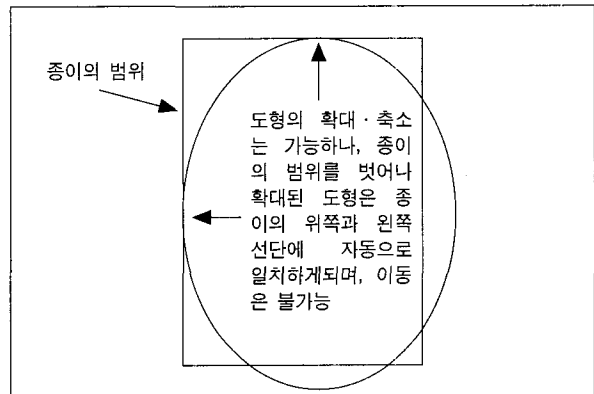 종이의 범위
도형의 확대·축소
는 가능하나, 종이
의 범위를 벗어나
확대된 도형은 종
이의 위쪽과 왼쪽
선단에 자동으로
일치하게되며, 이동
은 불가능